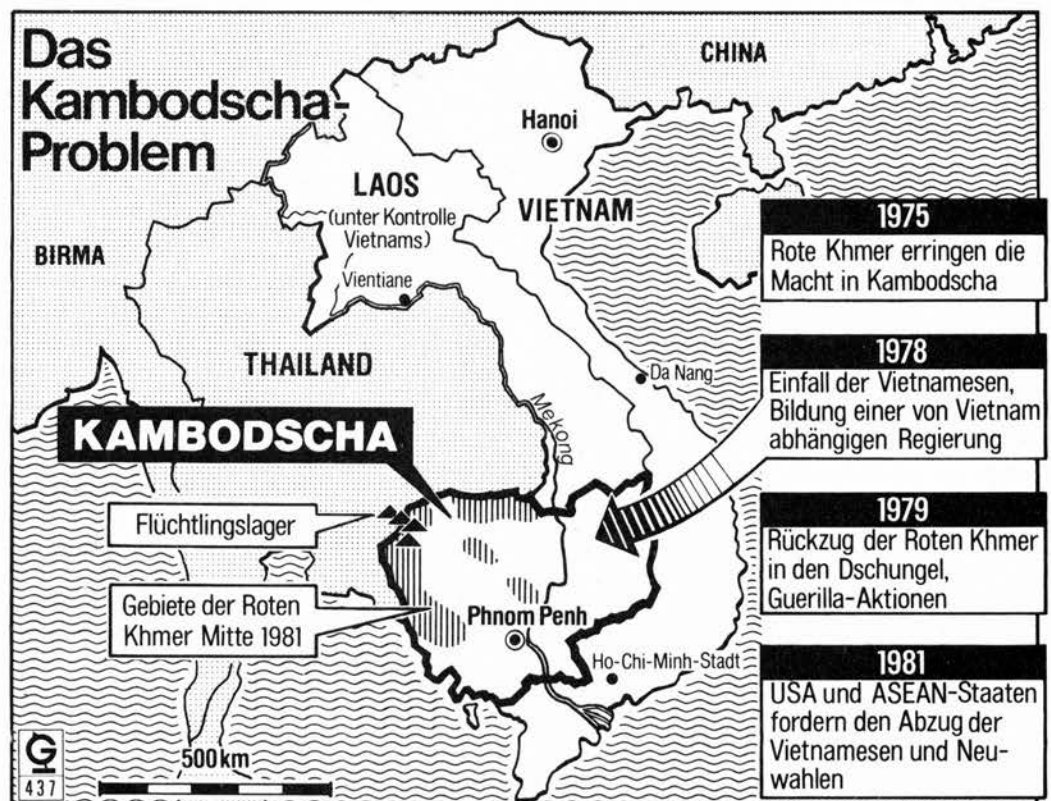 Das
Kambodscha-
Problem
CHINA
Hanoi
LAOS
(unter Kontrolle
Vietnams)
VIETNAM
BIRMA
Vientiane
THAILAND
Da Nang
Mekong
KAMBODSCHA
Flüchtlingslager
Gebiete der Roten
Khmer Mitte 1981
Phnom Penh
Ho-Chi-Minh-Stadt
500km
G
437
1975
Rote Khmer erringen die
Macht in Kambodscha
1978
Einfall der Vietnamesen,
Bildung einer von Vietnam
abhängigen Regierung
1979
Rückzug der Roten Khmer
in den Dschungel,
Guerilla-Aktionen
1981
USA und ASEAN-Staaten
fordern den Abzug der
Vietnamesen und Neu-
wahlen